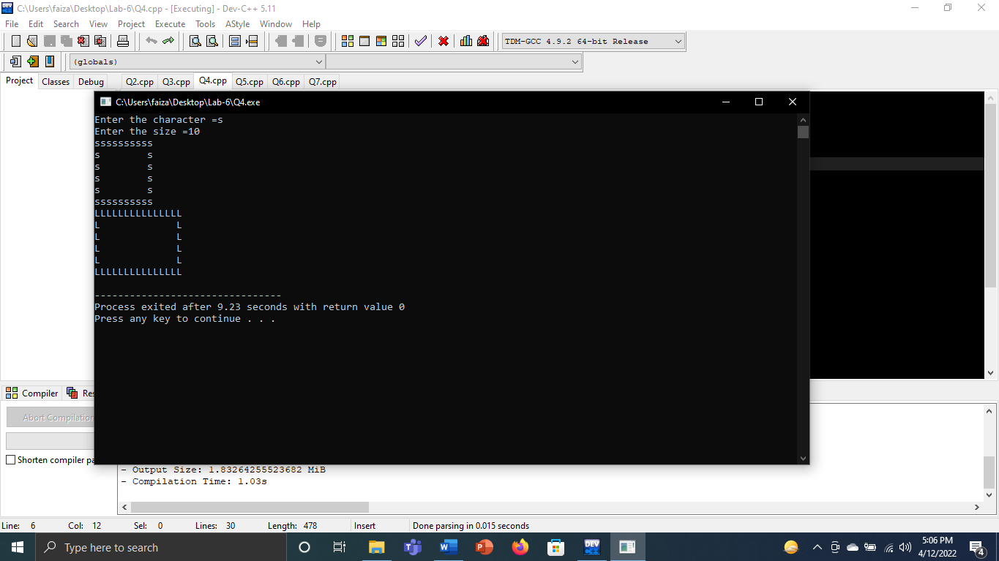 C:\Users\faiza\Desktop\Lab-6\Q4.cpp - [Executing] - Dev-C++ 5.11
File Edit Search View Project Execute Tools AStyle Window Help
TDM-GCC 4.9.2 64-bit Release
(globals)
Project Classes Debug Q2.cpp Q3.cpp Q4.cpp Q5.cpp Q6.cpp Q7.cpp
C:\Users\faiza\Desktop\Lab-6\Q4.exe
Enter the character =s
Enter the size =10
ssssssssss
s        s
s        s
s        s
s        s
ssssssssss
LLLLLLLLLLLLLLL
L             L
L             L
L             L
L             L
LLLLLLLLLLLLLLL
--------------------------------
Process exited after 9.23 seconds with return value 0
Press any key to continue . . .
Compiler Res
Abort Compilation
Shorten compiler pa
- Output Size: 1.83264255523682 MiB
- Compilation Time: 1.03s
Line: 6 Col: 12 Sel: 0 Lines: 30 Length: 478 Insert Done parsing in 0.015 seconds
Type here to search
5:06 PM
4/12/2022
4